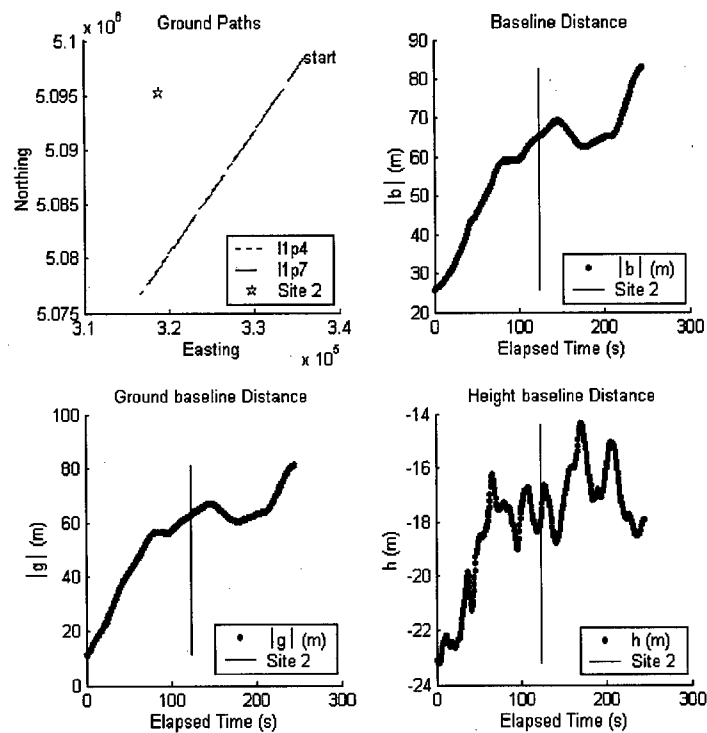 Ground Paths
x 10^6
5.1
5.095
5.09
5.085
5.08
5.075
Northing
start
l1p4
l1p7
Site 2
3.1 3.2 3.3 3.4
Easting
x 10^5
Baseline Distance
90
80
70
60
50
40
30
20
|b| (m)
|b| (m)
Site 2
0 100 200 300
Elapsed Time (s)
Ground baseline Distance
100
80
60
40
20
0
|g| (m)
|g| (m)
Site 2
0 100 200 300
Elapsed Time (s)
Height baseline Distance
-14
-16
-18
-20
-22
-24
h (m)
h (m)
Site 2
0 100 200 300
Elapsed Time (s)